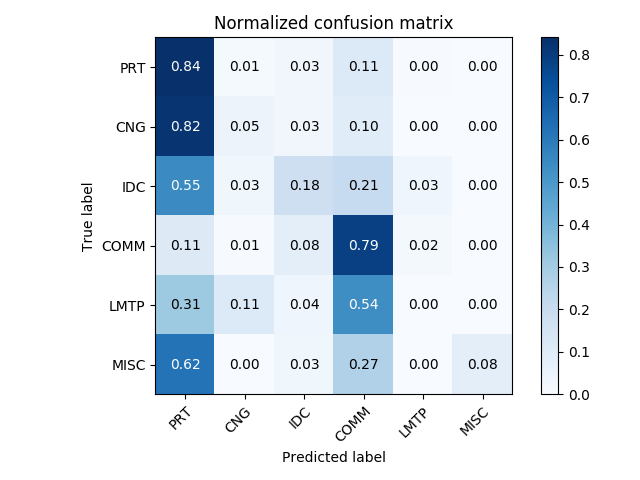 Normalized confusion matrix
True label
PRT 0.84 0.01 0.03 0.11 0.00 0.00
CNG 0.82 0.05 0.03 0.10 0.00 0.00
IDC 0.55 0.03 0.18 0.21 0.03 0.00
COMM 0.11 0.01 0.08 0.79 0.02 0.00
LMTP 0.31 0.11 0.04 0.54 0.00 0.00
MISC 0.62 0.00 0.03 0.27 0.00 0.08
PRT CNG IDC COMM LMTP MISC
Predicted label
0.8
0.7
0.6
0.5
0.4
0.3
0.2
0.1
0.0